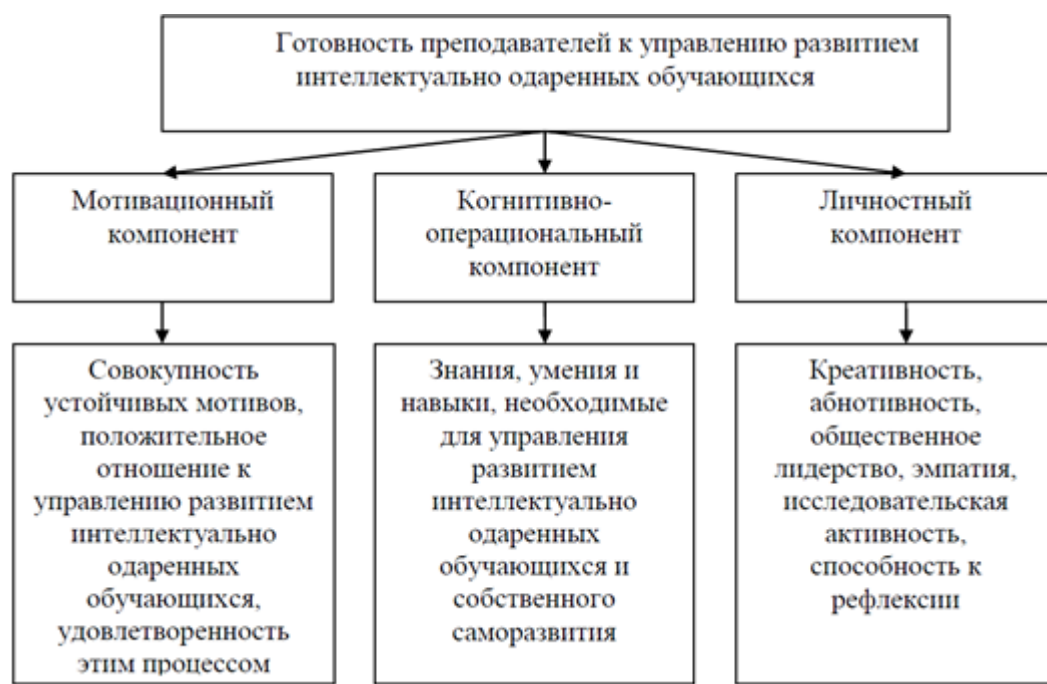 Готовность преподавателей к управлению развитием
интеллектуально одаренных обучающихся
Мотивационный
компонент
Когнитивно-
операциональный
компонент
Личностный
компонент
Совокупность
устойчивых мотивов,
положительное
отношение к
управлению развитием
интеллектуально
одаренных
обучающихся,
удовлетворенность
этим процессом
Знания, умения и
навыки, необходимые
для управления
развитием
интеллектуально
одаренных
обучающихся и
собственного
саморазвития
Креативность,
абнотивность,
общественное
лидерство, эмпатия,
исследовательская
активность,
способность к
рефлексии